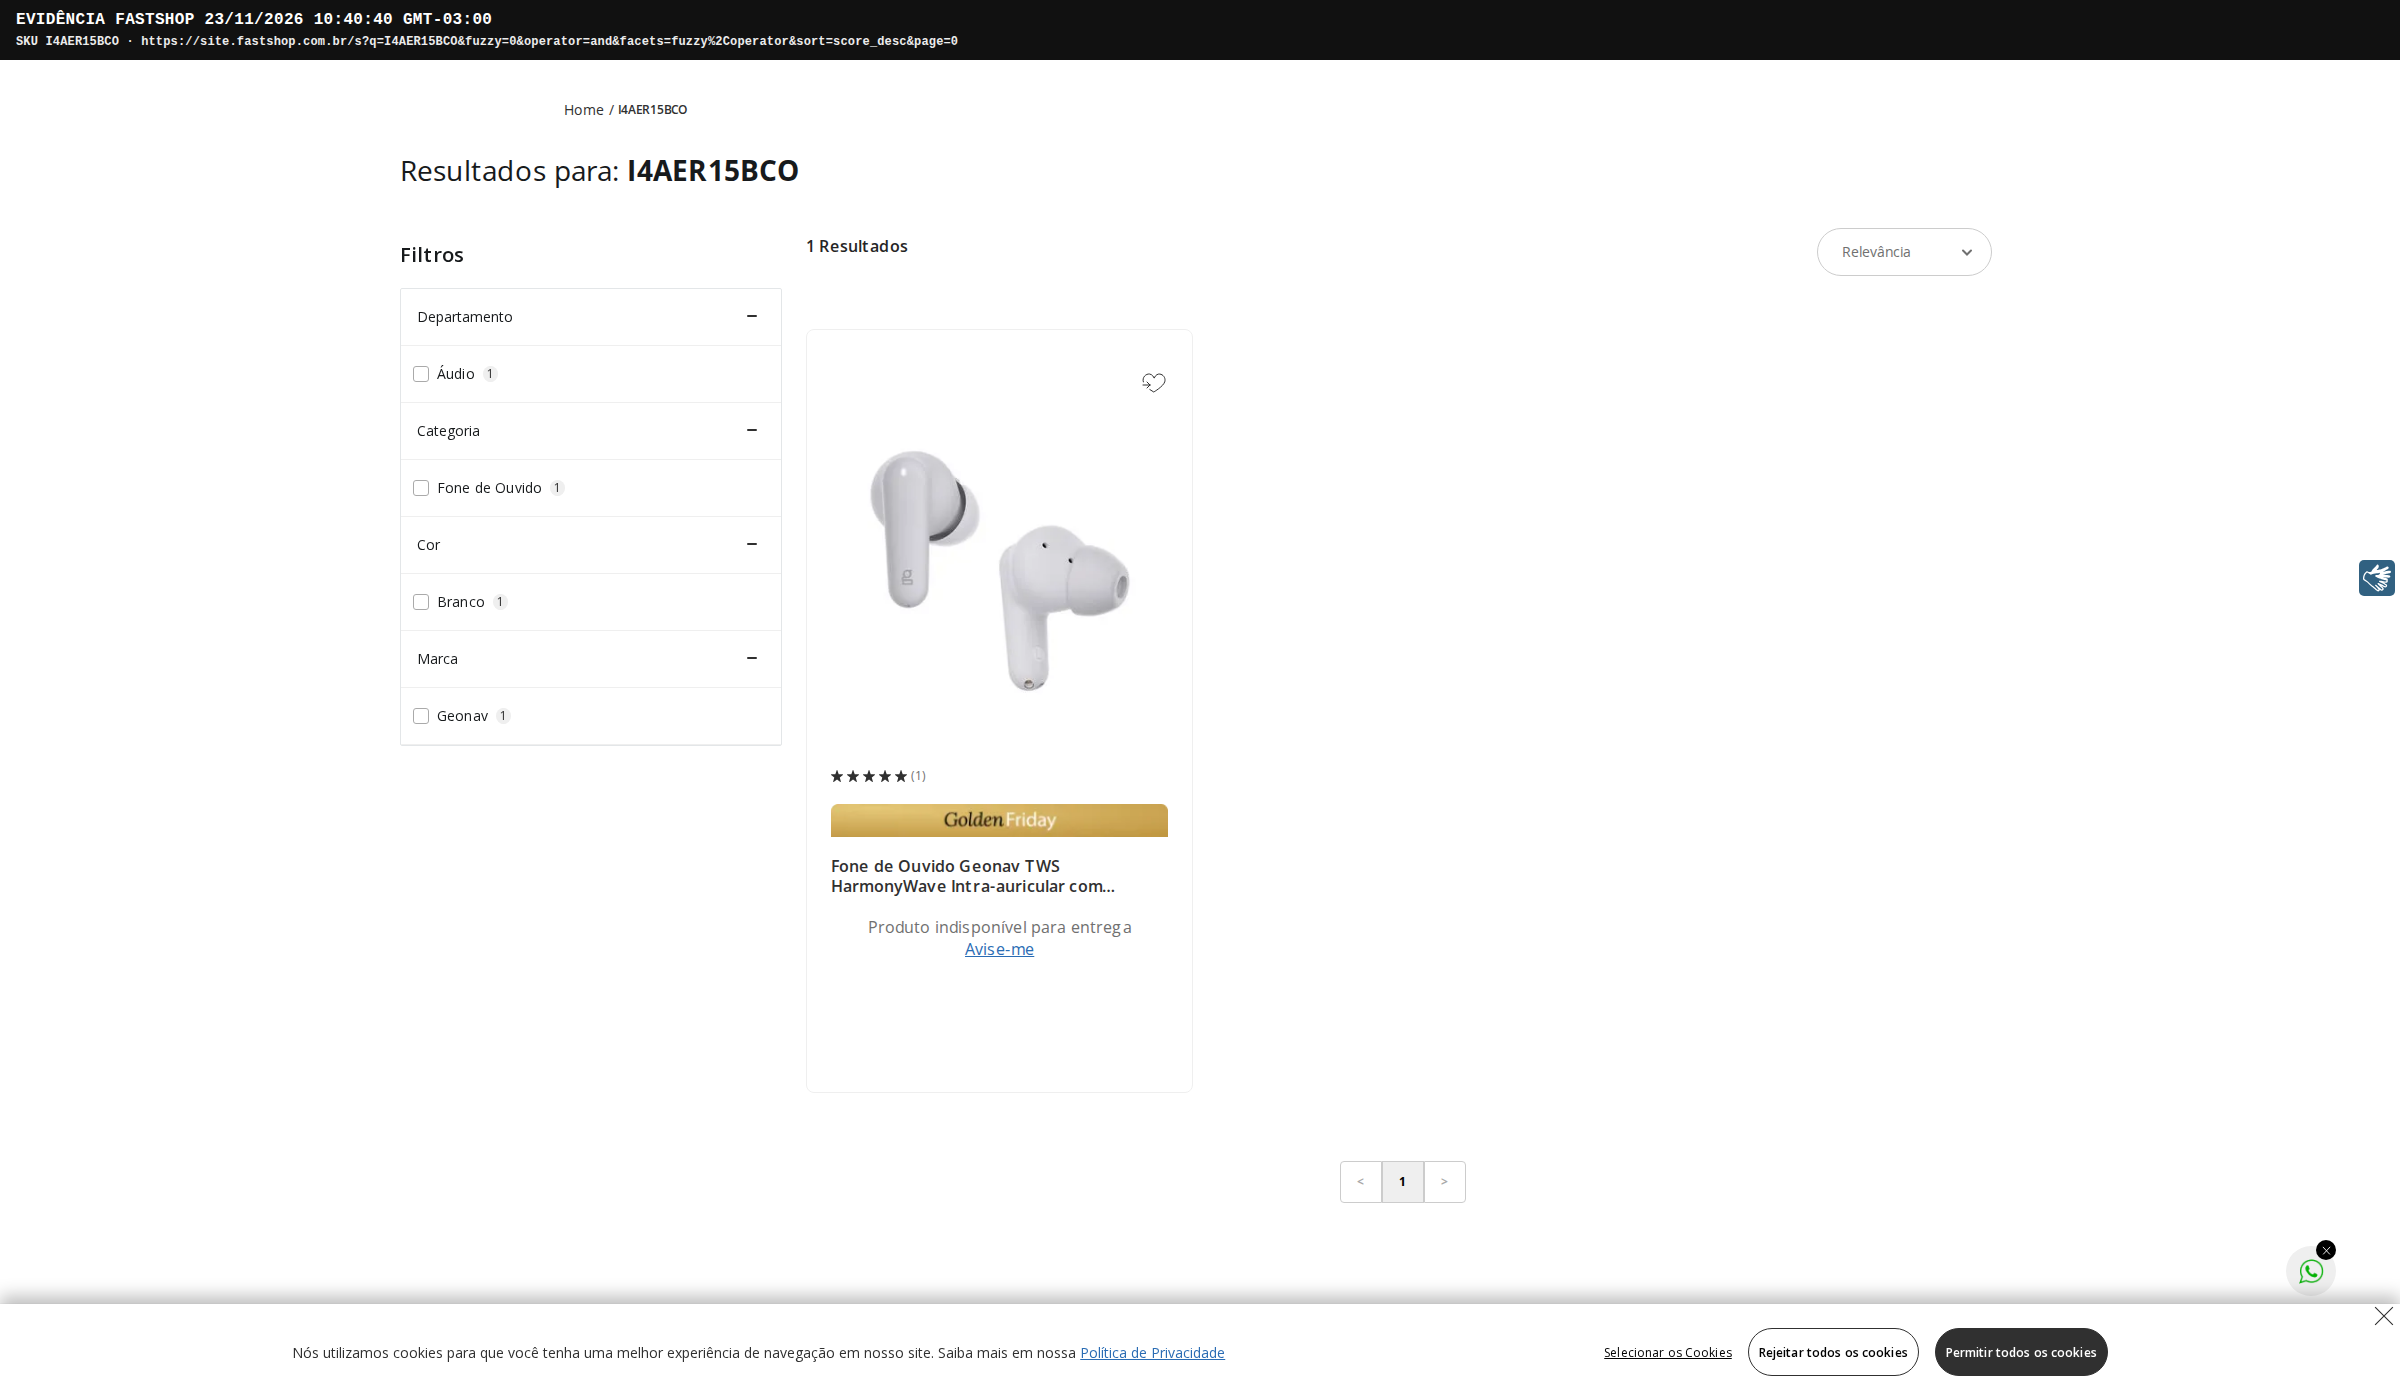 EVIDÊNCIA FASTSHOP 23/11/2026 10:40:40 GMT-03:00
SKU I4AER15BCO · https://site.fastshop.com.br/s?q=I4AER15BCO&fuzzy=0&operator=and&facets=fuzzy%2Coperator&sort=score_desc&page=0
Home / I4AER15BCO
Resultados para: I4AER15BCO
Filtros
1 Resultados
Relevância
Departamento
Áudio 1
Categoria
Fone de Ouvido 1
Cor
Branco 1
Marca
Geonav 1
(1)
Golden Friday
Fone de Ouvido Geonav TWS
HarmonyWave Intra-auricular com...
Produto indisponível para entrega
Avise-me
< 1 >
Nós utilizamos cookies para que você tenha uma melhor experiência de navegação em nosso site. Saiba mais em nossa Política de Privacidade
Selecionar os Cookies
Rejeitar todos os cookies
Permitir todos os cookies